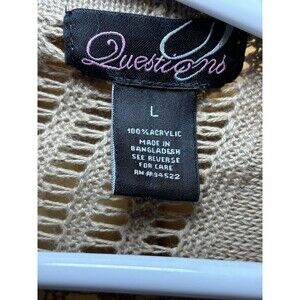 Questions
L
100% ACRYLIC
MADE IN
BANGLADESH
SEE REVERSE
FOR CARE
RN #94522